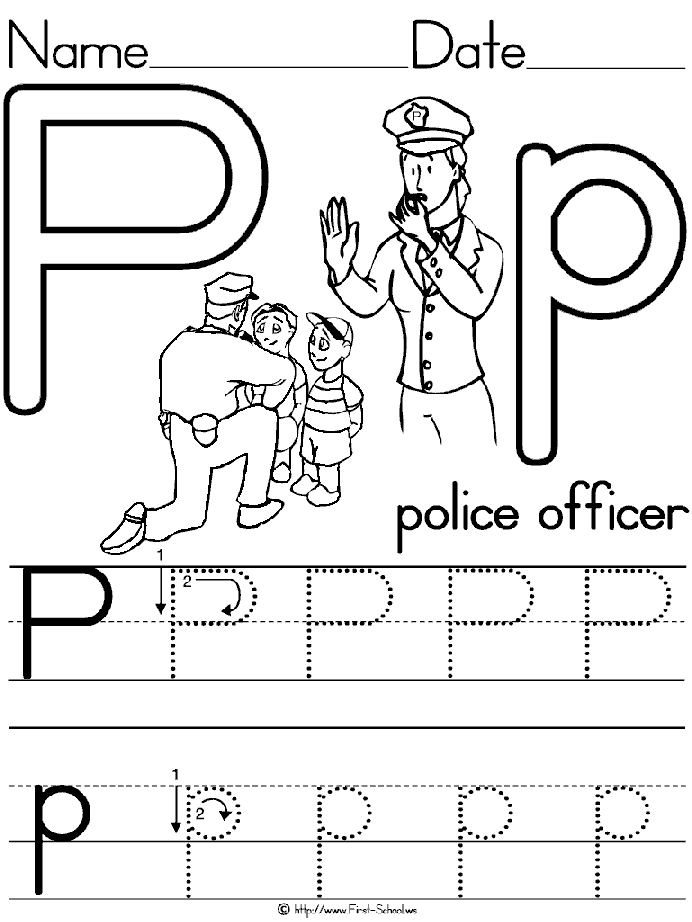 Name Date
P p
P
police officer
P 1 2 P P P P
p 1 2 p p p p
© http://www.First-School.ws